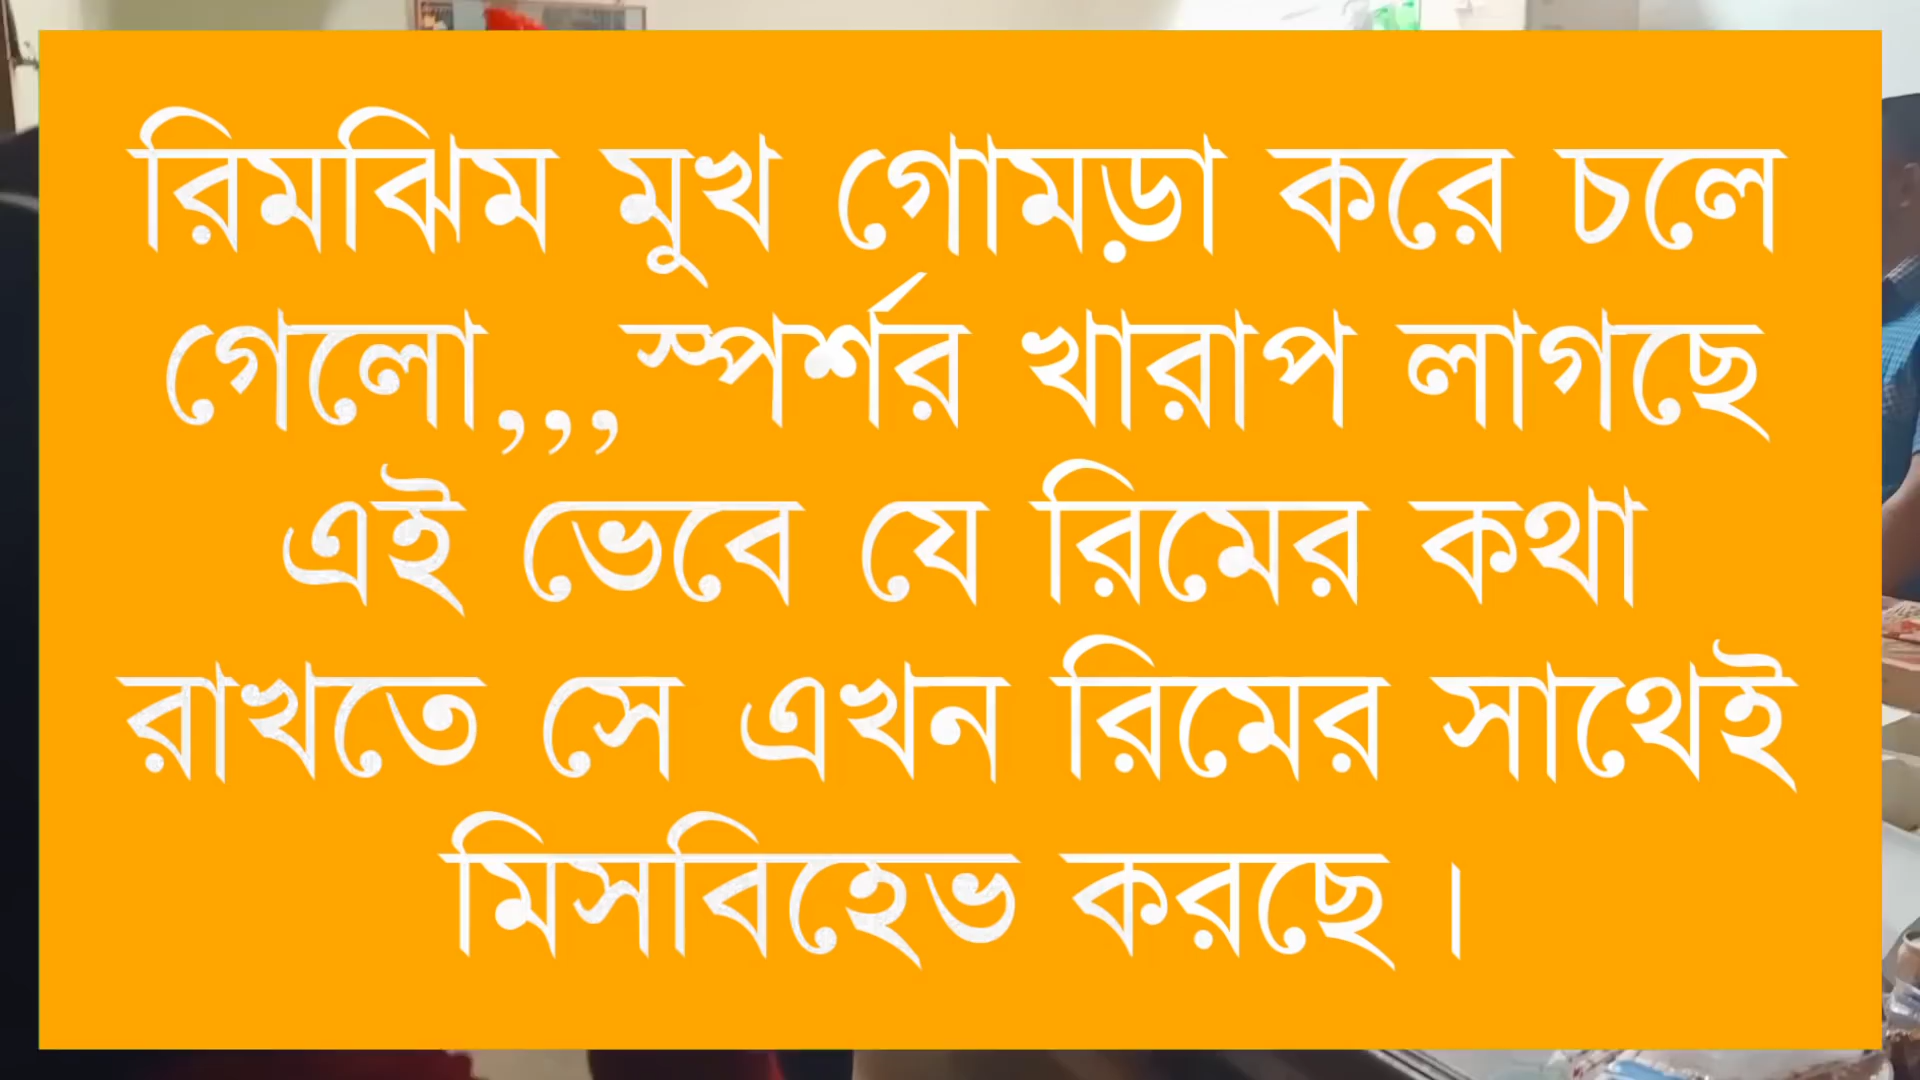 রিমঝিম মুখ গোমড়া করে চলে
গেলো,,,স্পর্শর খারাপ লাগছে
এই ভেবে যে রিমের কথা
রাখতে সে এখন রিমের সাথেই
মিসবিহেভ করছে।